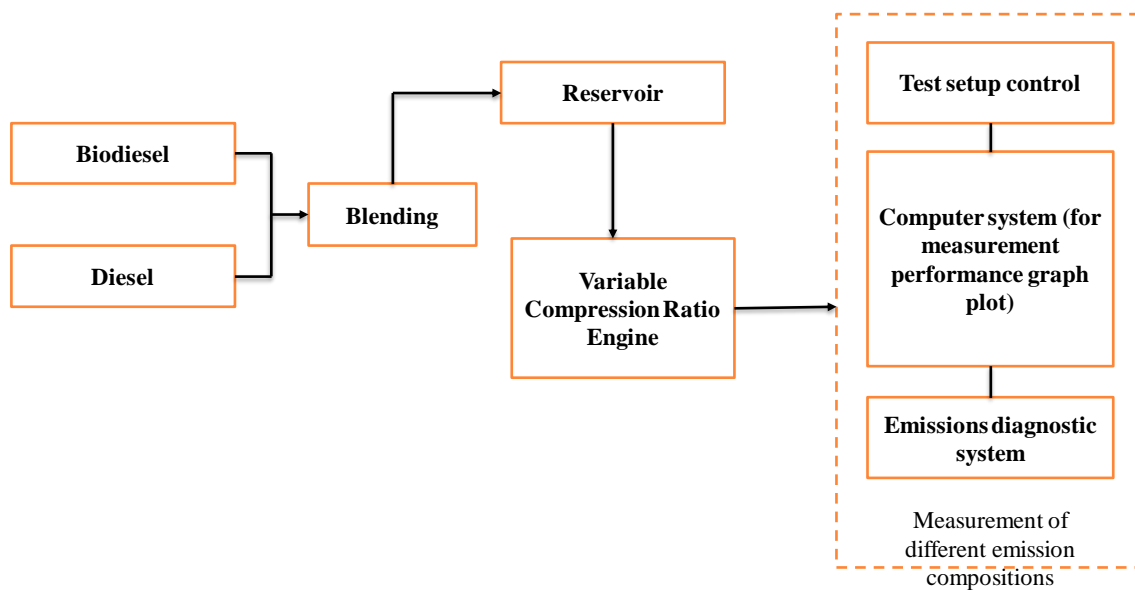 Biodiesel
Diesel
Blending
Reservoir
Variable
Compression Ratio
Engine
Test setup control
Computer system (for
measurement
performance graph
plot)
Emissions diagnostic
system
Measurement of
different emission
compositions